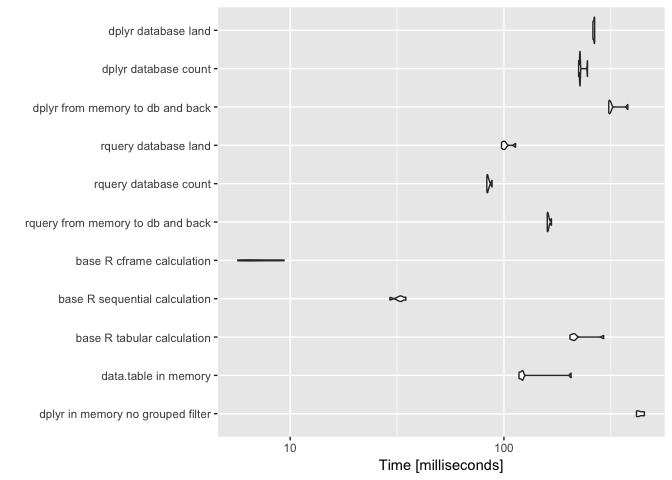 dplyr database land
dplyr database count
dplyr from memory to db and back
rquery database land
rquery database count
rquery from memory to db and back
base R cframe calculation
base R sequential calculation
base R tabular calculation
data.table in memory
dplyr in memory no grouped filter
10 100
Time [milliseconds]